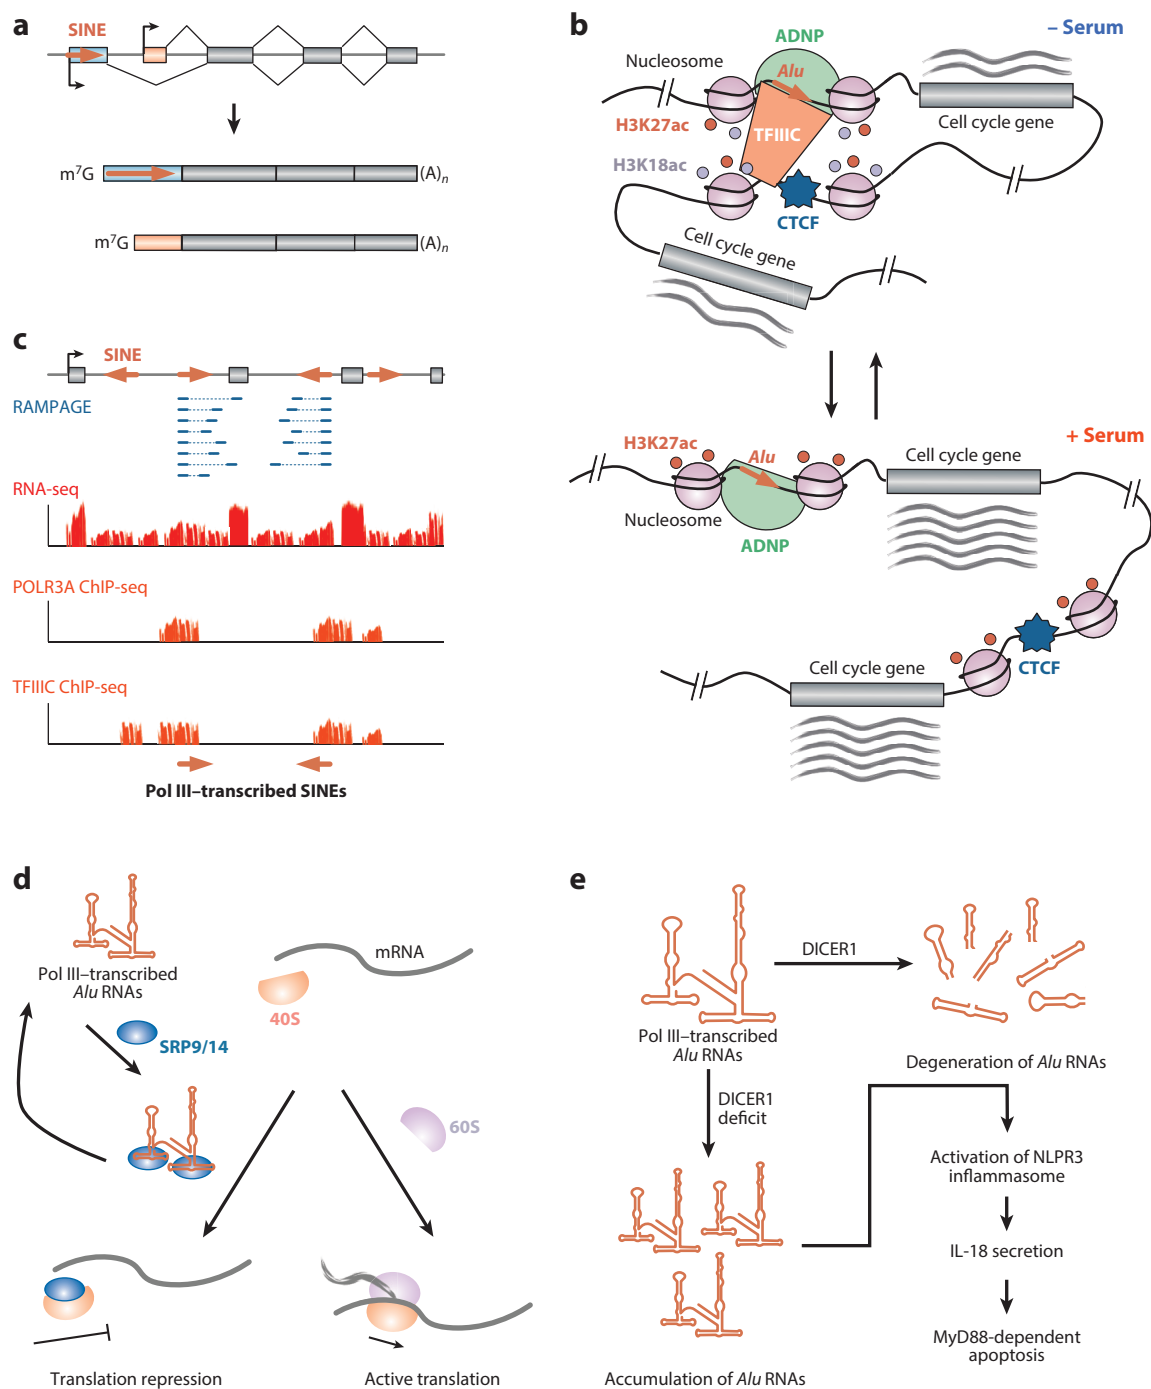 a
SINE
m⁷G
(A)n
m⁷G
(A)n
b
– Serum
ADNP
Nucleosome
Alu
H3K27ac
TFIIIC
Cell cycle gene
H3K18ac
CTCF
Cell cycle gene
+ Serum
H3K27ac
Alu
Cell cycle gene
Nucleosome
ADNP
CTCF
Cell cycle gene
c
SINE
RAMPAGE
RNA-seq
POLR3A ChIP-seq
TFIIIC ChIP-seq
Pol III–transcribed SINEs
d
mRNA
Pol III–transcribed
Alu RNAs
40S
SRP9/14
60S
Translation repression
Active translation
e
DICER1
Pol III–transcribed
Alu RNAs
Degeneration of Alu RNAs
DICER1
deficit
Activation of NLPR3
inflammasome
IL-18 secretion
MyD88-dependent
apoptosis
Accumulation of Alu RNAs